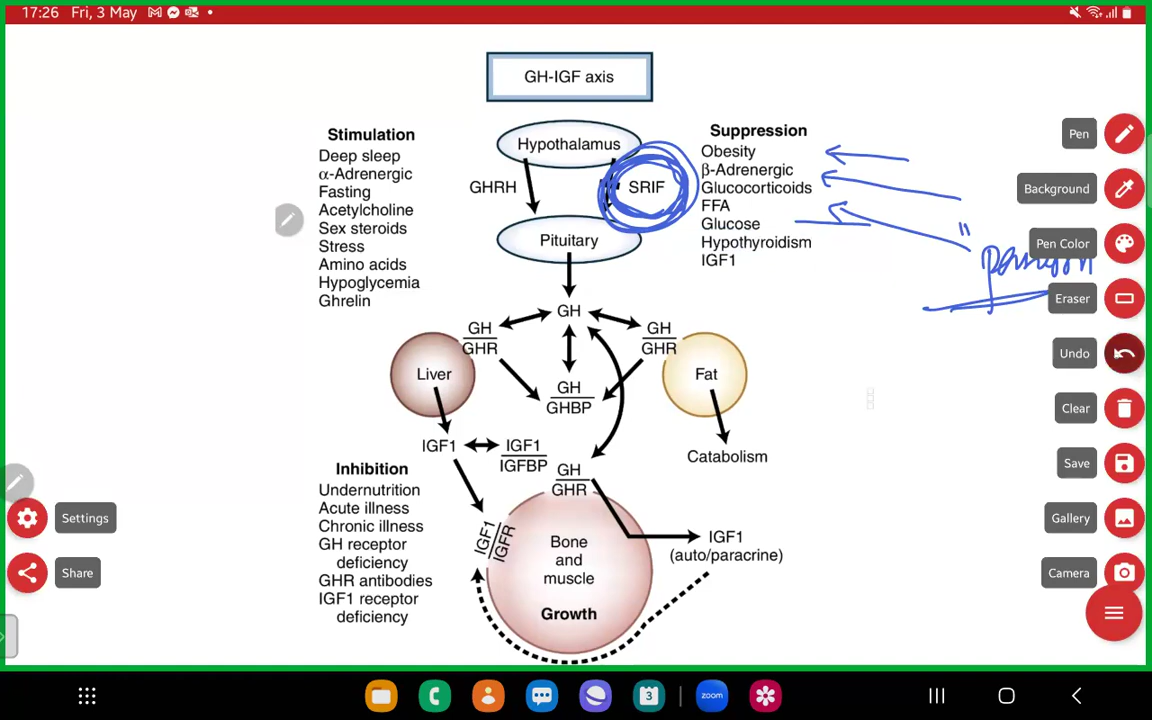 17:26 Fri, 3 May
GH-IGF axis
Stimulation
Deep sleep
α-Adrenergic
Fasting
Acetylcholine
Sex steroids
Stress
Amino acids
Hypoglycemia
Ghrelin
Hypothalamus
GHRH
SRIF
Pituitary
Suppression
Obesity
β-Adrenergic
Glucocorticoids
FFA
Glucose
Hypothyroidism
IGF1
GH
GH
GHR
GH
GHR
Liver
GH
GHBP
Fat
IGF1
IGF1
IGFBP
Catabolism
GH
GHR
Inhibition
Undernutrition
Acute illness
Chronic illness
GH receptor
deficiency
GHR antibodies
IGF1 receptor
deficiency
IGF1
IGFR
Bone
and
muscle
Growth
IGF1
(auto/paracrine)
Pen
Background
Pen Color
Eraser
Undo
Clear
Save
Gallery
Camera
Settings
Share
3
zoom